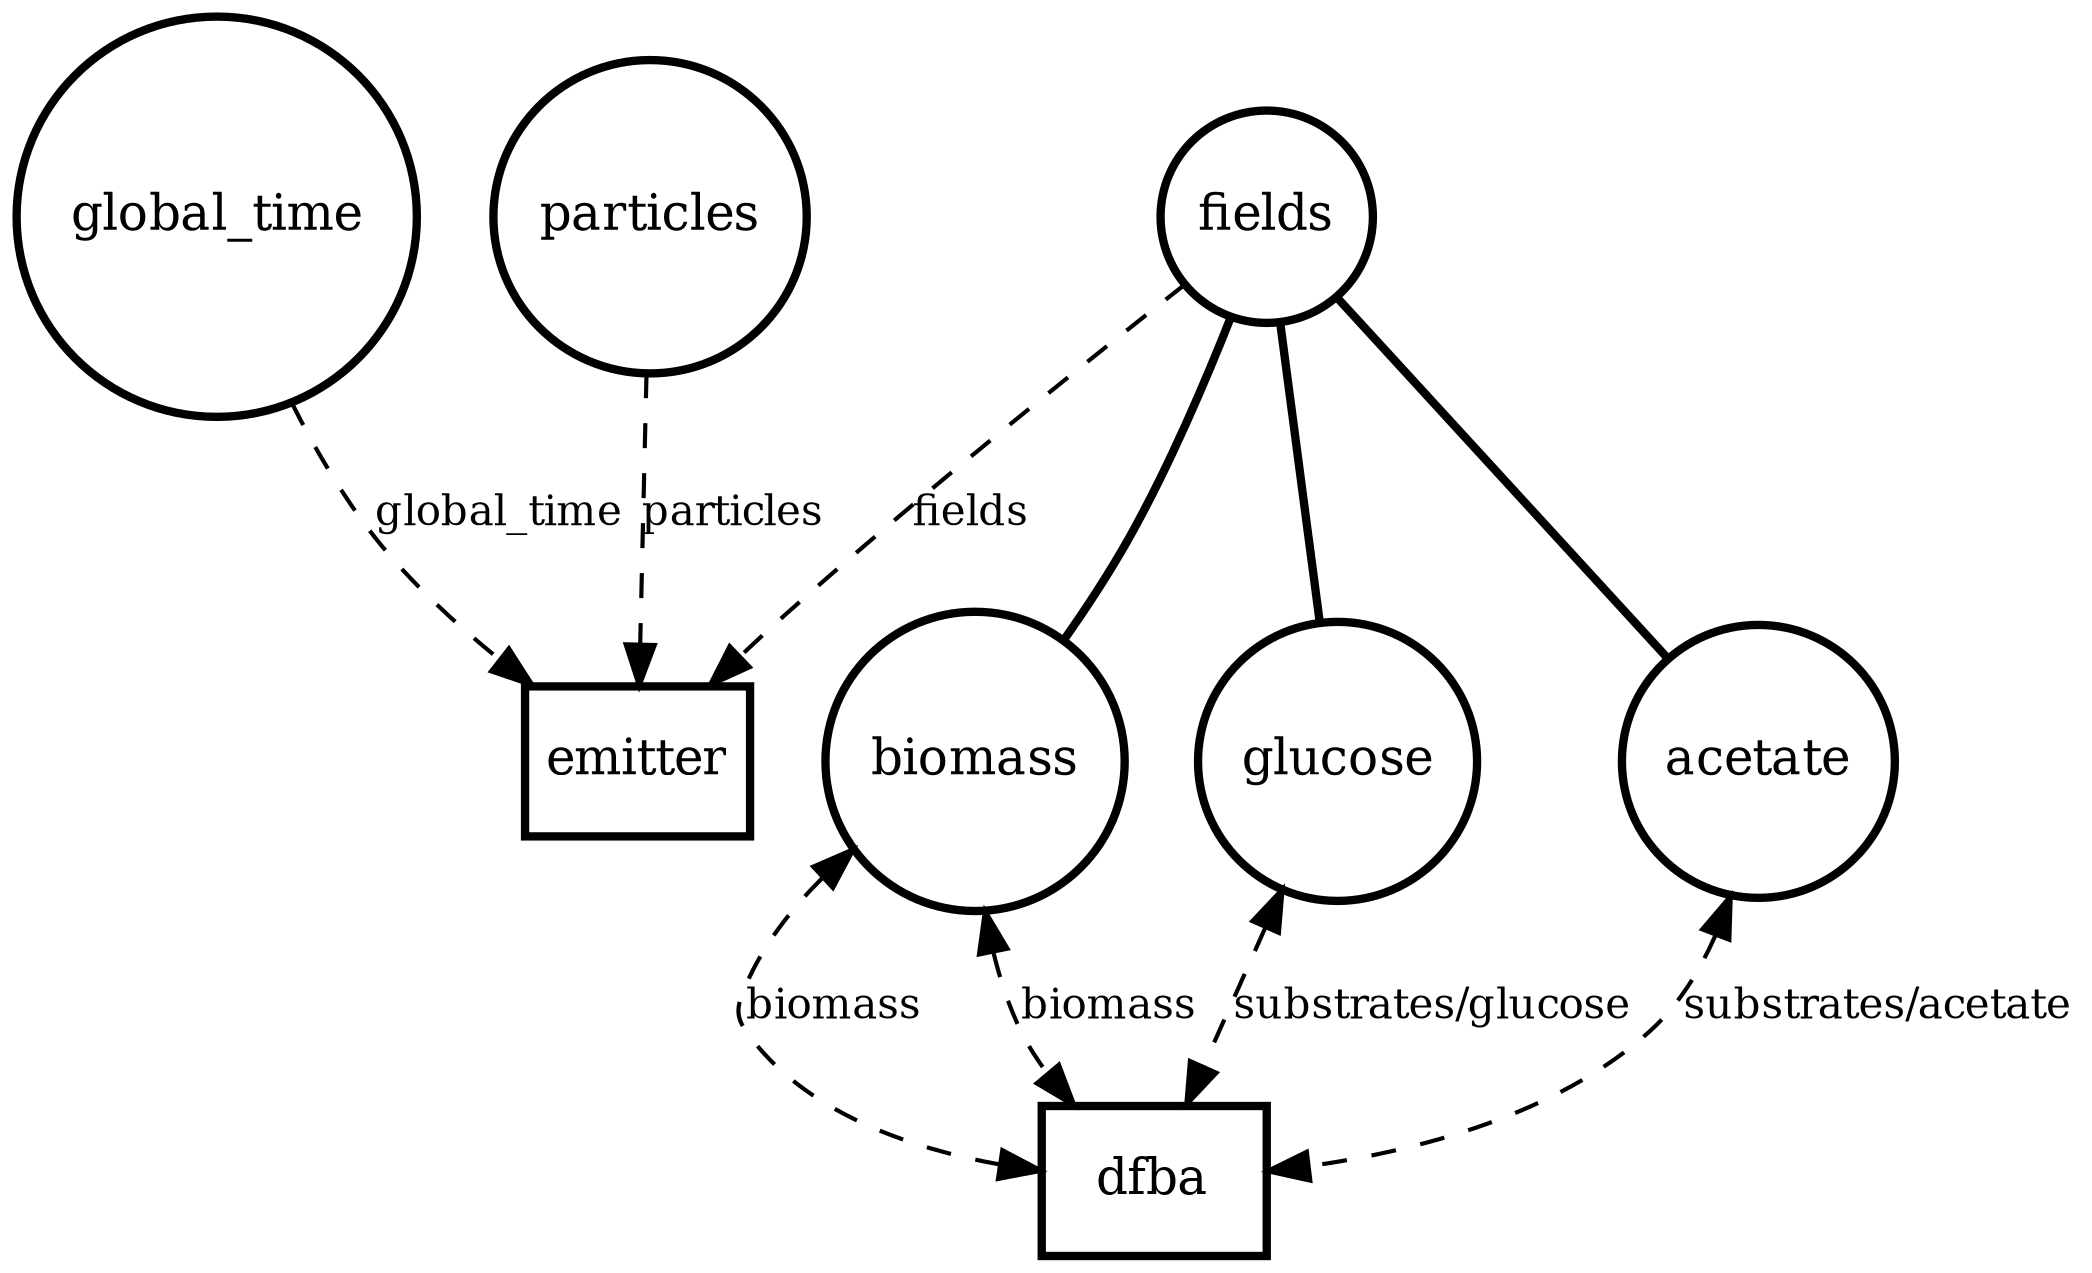 global_time
particles
fields
global_time
particles
fields
emitter
biomass
glucose
acetate
biomass
biomass
substrates/glucose
substrates/acetate
dfba